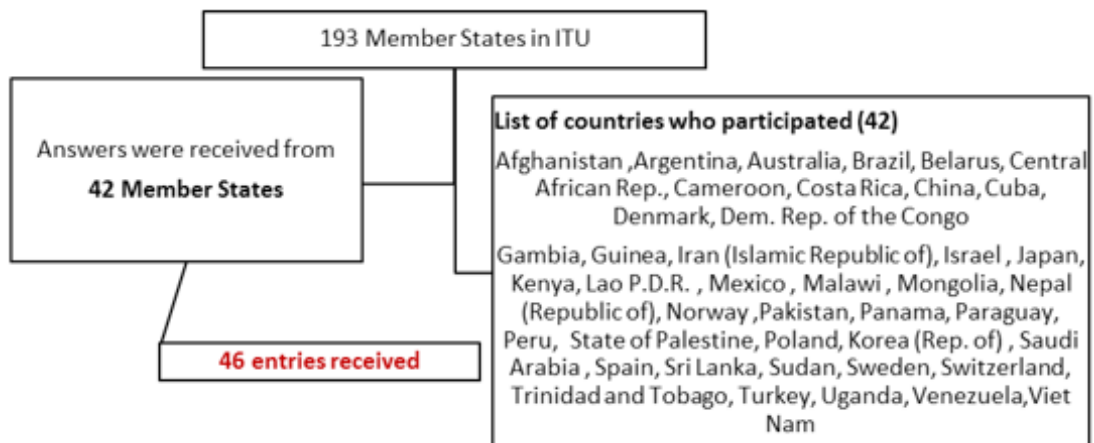 193 Member States in ITU
Answers were received from
42 Member States
46 entries received
List of countries who participated (42)
Afghanistan ,Argentina, Australia, Brazil, Belarus, Central
African Rep., Cameroon, Costa Rica, China, Cuba,
Denmark, Dem. Rep. of the Congo
Gambia, Guinea, Iran (Islamic Republic of), Israel , Japan,
Kenya, Lao P.D.R. , Mexico , Malawi , Mongolia, Nepal
(Republic of), Norway ,Pakistan, Panama, Paraguay,
Peru,  State of Palestine, Poland, Korea (Rep. of) , Saudi
Arabia , Spain, Sri Lanka, Sudan, Sweden, Switzerland,
Trinidad and Tobago, Turkey, Uganda, Venezuela,Viet
Nam